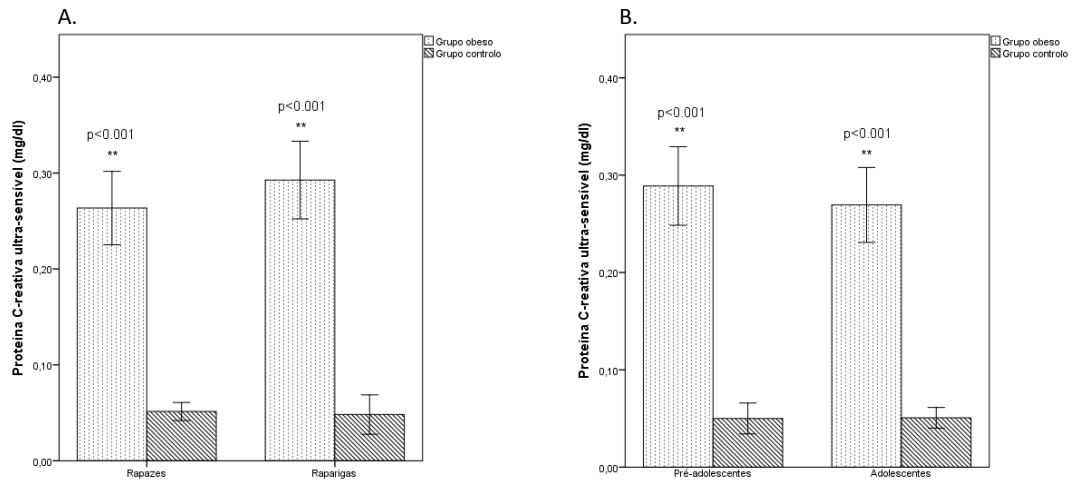 A.
Grupo obeso
Grupo controlo
Proteína C-reativa ultra-sensível (mg/dl)
0,40
0,30
0,20
0,10
0,00
p<0.001
**
p<0.001
**
Rapazes
Raparigas
B.
Grupo obeso
Grupo controlo
Proteína C-reativa ultra-sensível (mg/dl)
0,40
0,30
0,20
0,10
0,00
p<0.001
**
p<0.001
**
Pré-adolescentes
Adolescentes